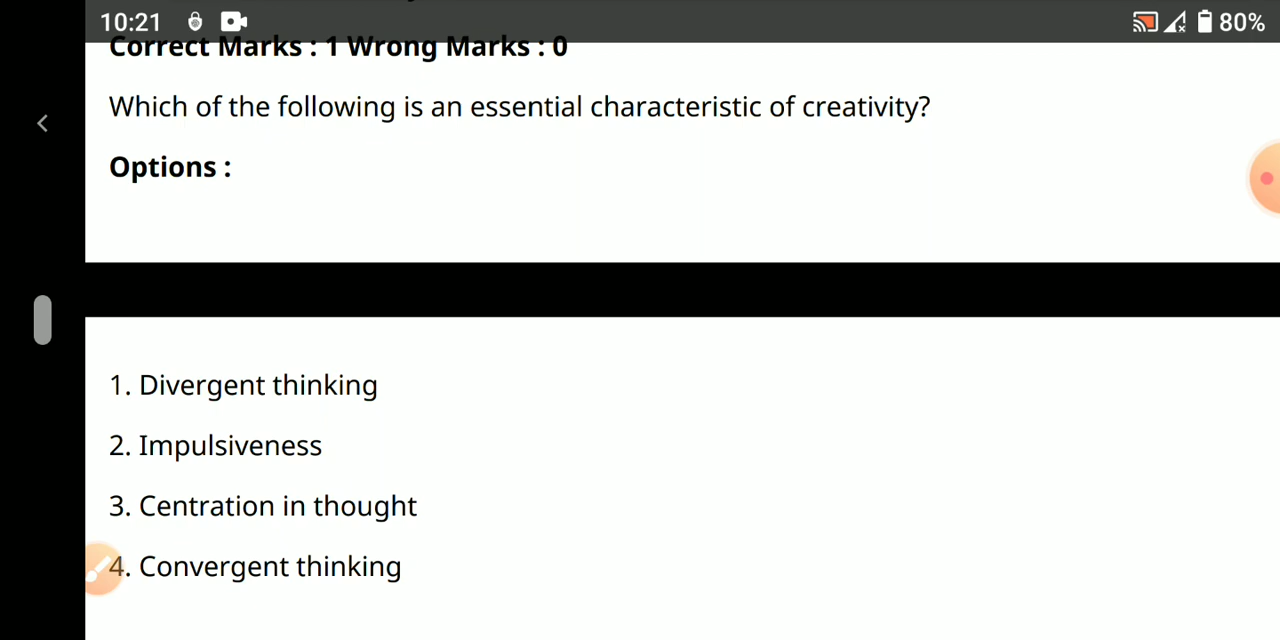 10:21 80%
Correct Marks : 1 Wrong Marks : 0
Which of the following is an essential characteristic of creativity?
Options :
1. Divergent thinking
2. Impulsiveness
3. Centration in thought
4. Convergent thinking